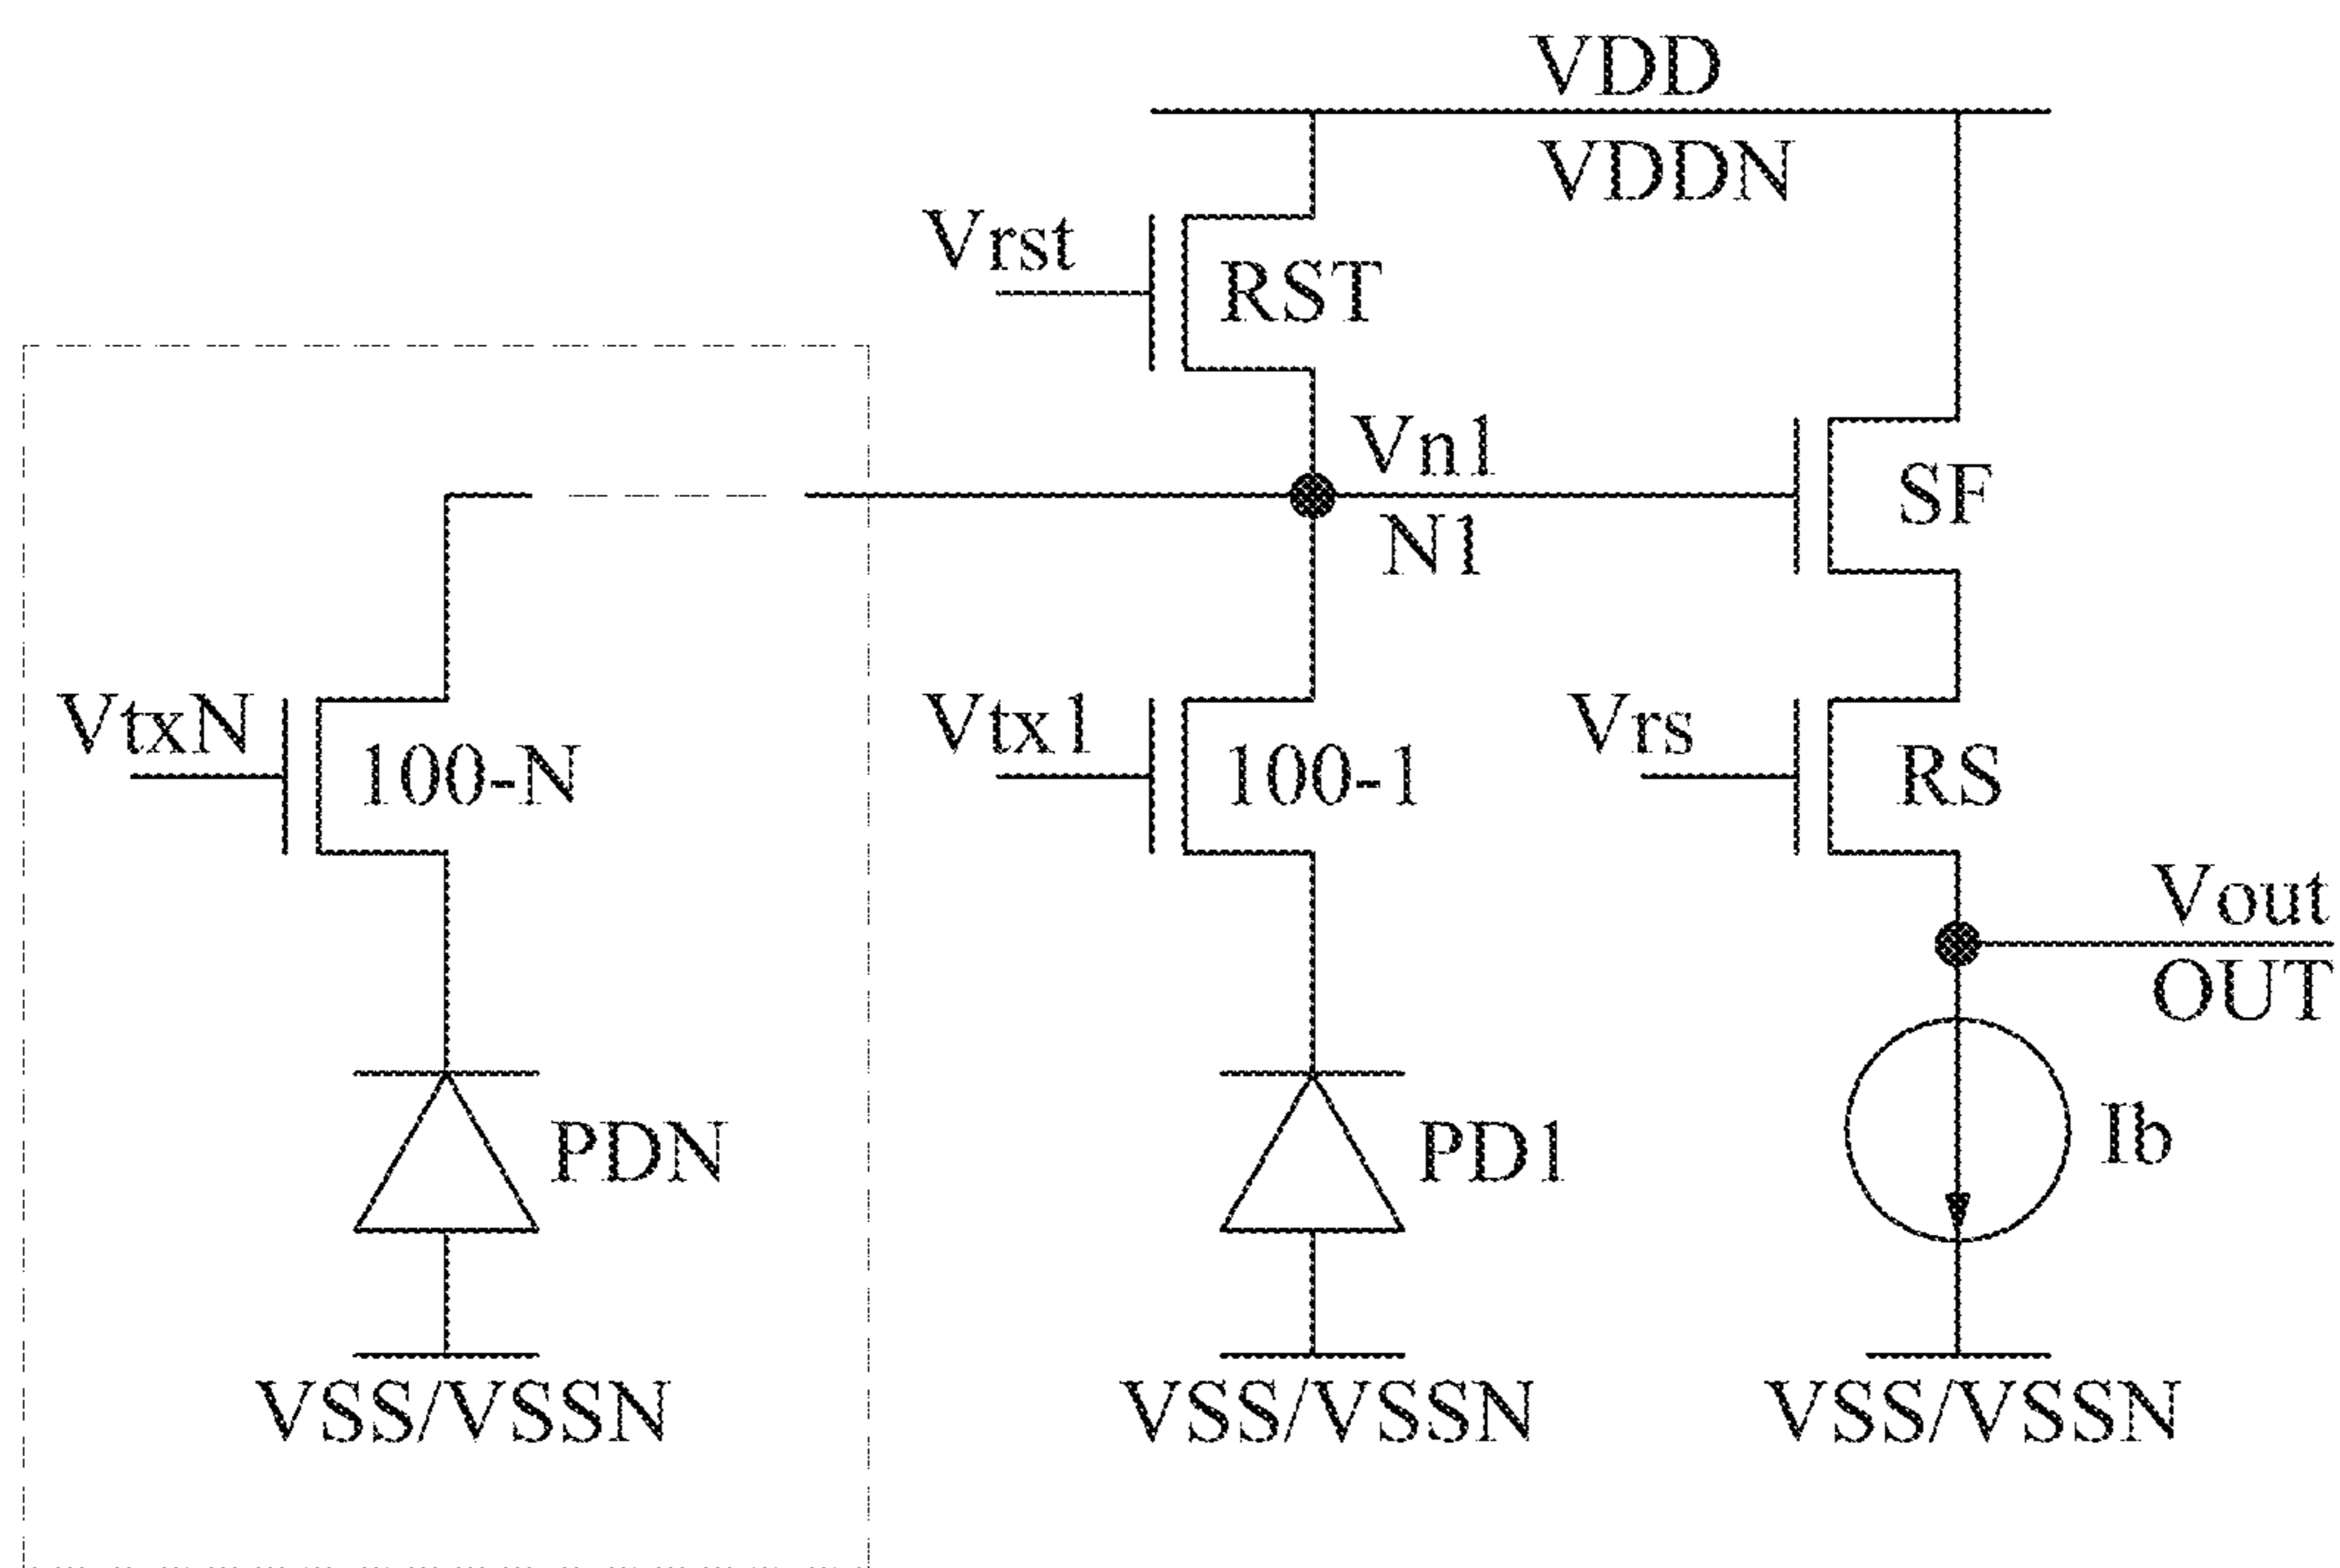 VDD
VDDN
Vrst
RST
Vn1
N1
SF
VtxN
100-N
Vtx1
100-1
Vrs
RS
Vout
OUT
PDN
PD1
Ib
VSS/VSSN
VSS/VSSN
VSS/VSSN